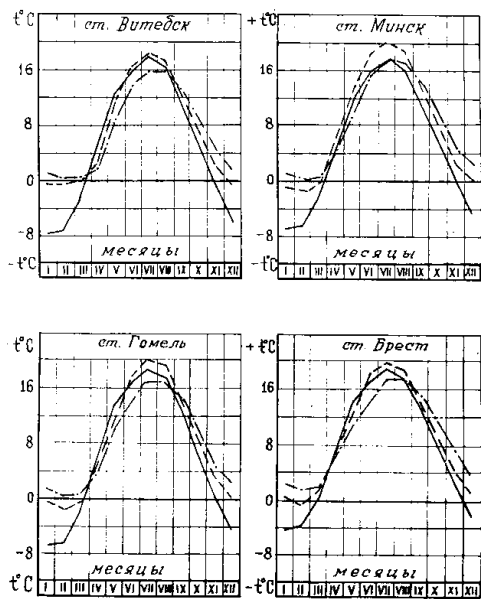 t°C
ст. Витебск
16
8
0
-8
-t°C
месяцы
I II III IV V VI VII VIII IX X XI XII
+t°C
ст. Минск
16
8
0
-8
-t°C
месяцы
I II III IV V VI VII VIII IX X XI XII
t°C
ст. Гомель
16
8
0
-8
-t°C
месяцы
I II III IV V VI VII VIII IX X XI XII
+t°C
ст. Брест
16
8
0
-8
-t°C
месяцы
I II III IV V VI VII VIII IX X XI XII